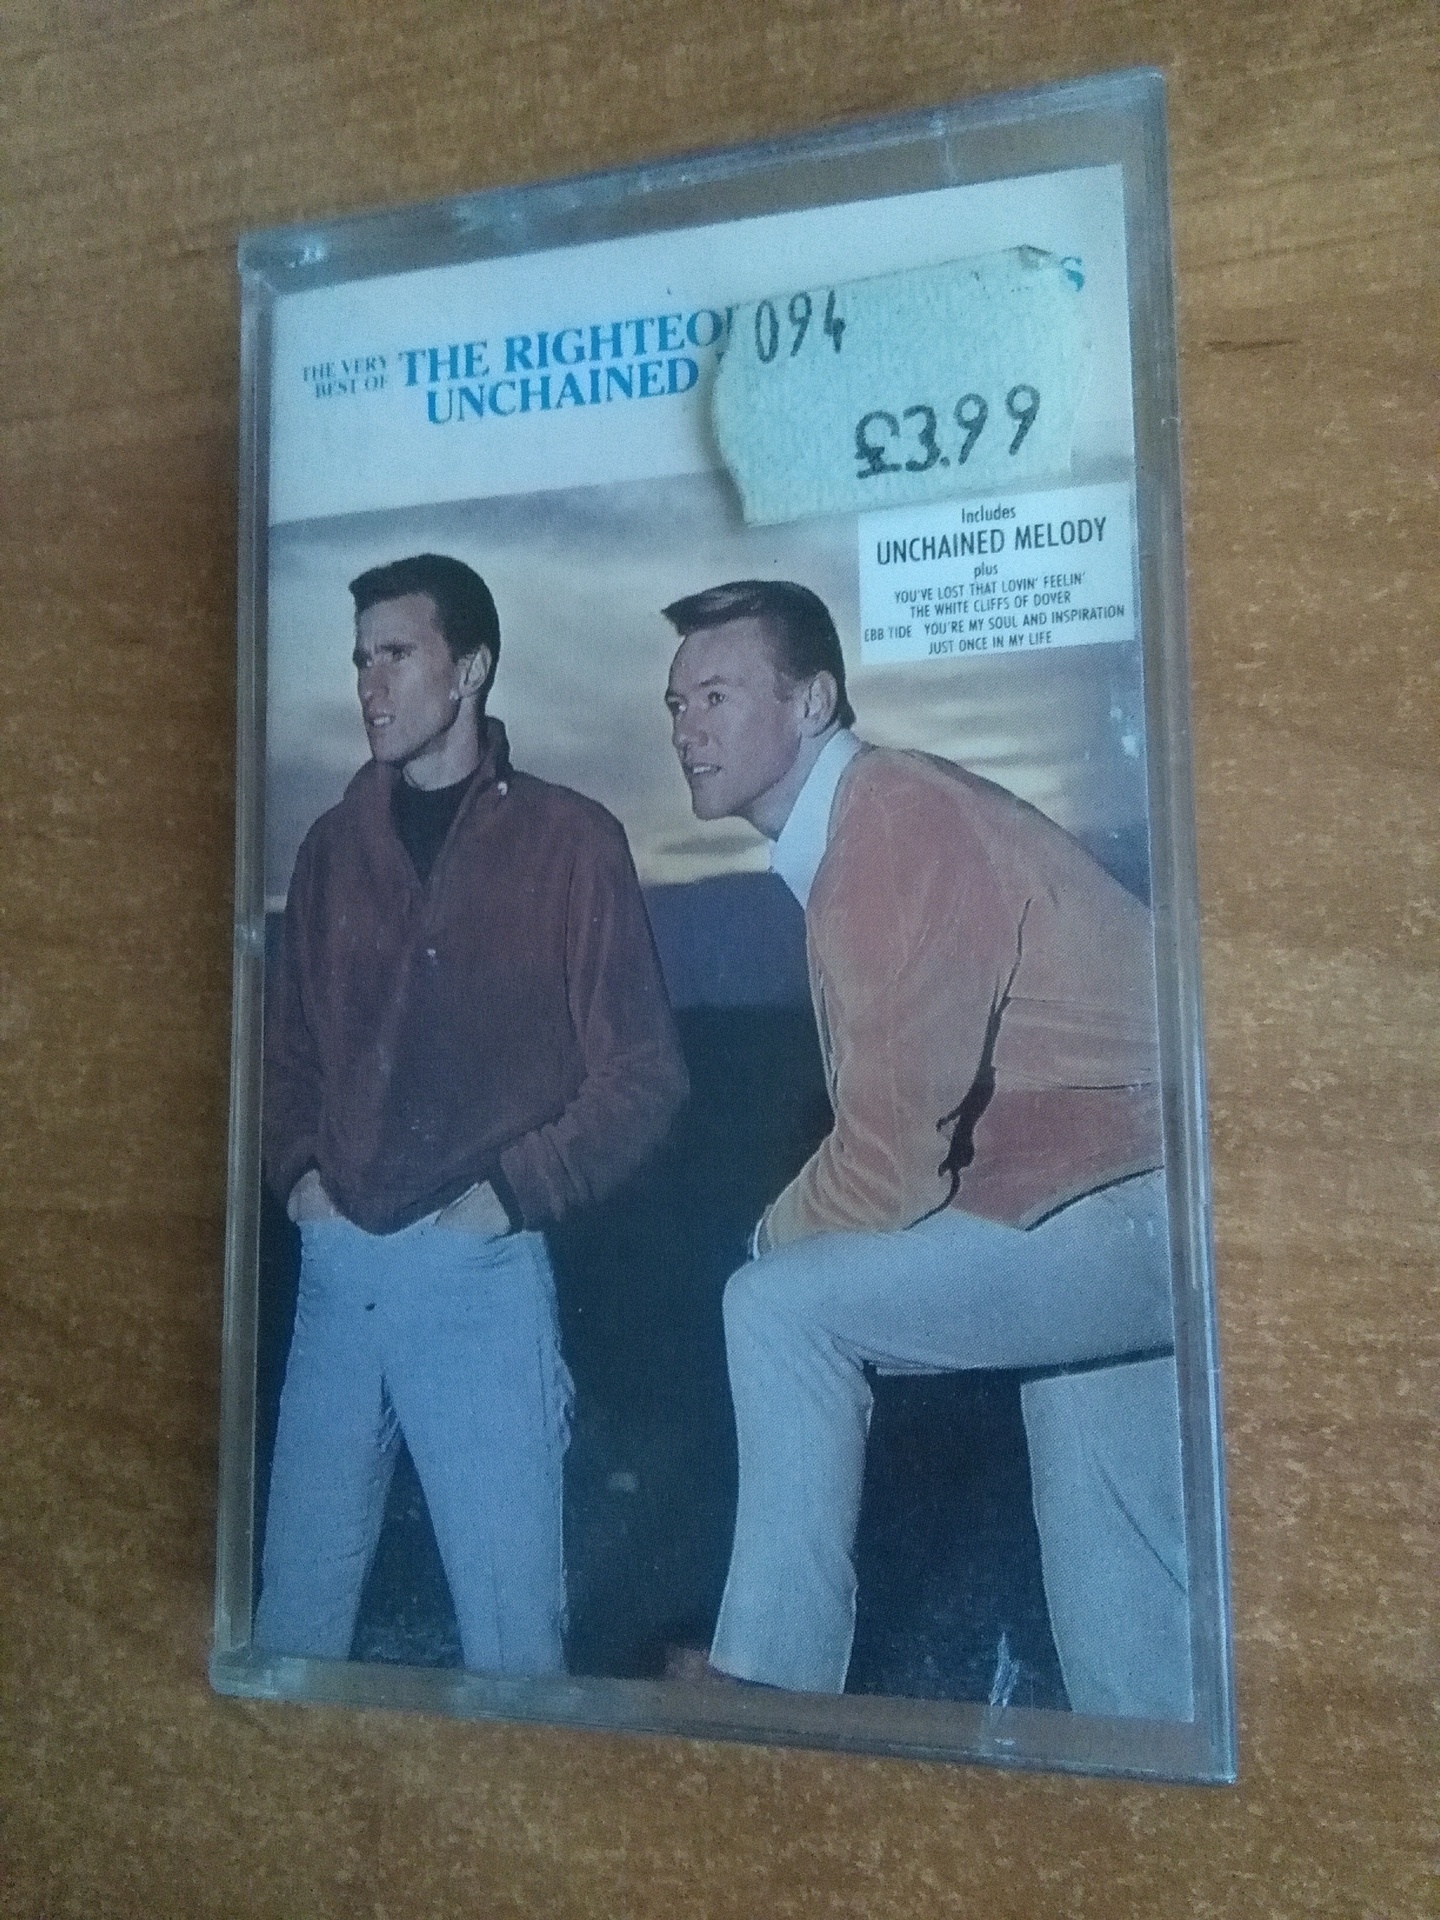 THE VERY
BEST OF
THE RIGHTEOU S
UNCHAINED
094
£3.99
Includes
UNCHAINED MELODY
plus
YOU'VE LOST THAT LOVIN' FEELIN'
THE WHITE CLIFFS OF DOVER
EBB TIDE YOU'RE MY SOUL AND INSPIRATION
JUST ONCE IN MY LIFE